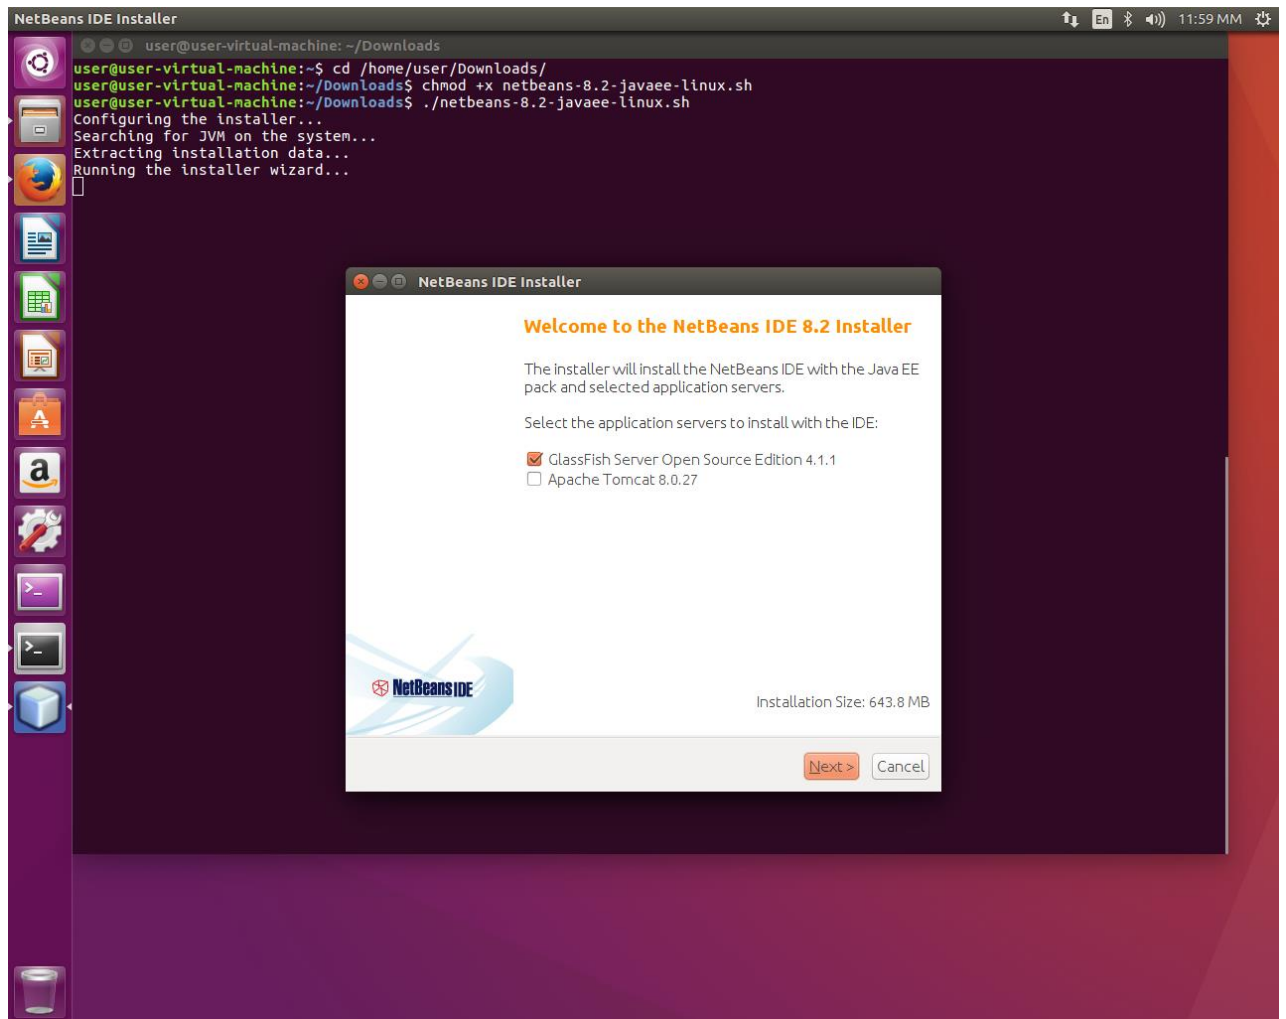 NetBeans IDE Installer
En
11:59 MM
user@user-virtual-machine: ~/Downloads
user@user-virtual-machine:~$ cd /home/user/Downloads/
user@user-virtual-machine:~/Downloads$ chmod +x netbeans-8.2-javaee-linux.sh
user@user-virtual-machine:~/Downloads$ ./netbeans-8.2-javaee-linux.sh
Configuring the installer...
Searching for JVM on the system...
Extracting installation data...
Running the installer wizard...
NetBeans IDE Installer
Welcome to the NetBeans IDE 8.2 Installer
The installer will install the NetBeans IDE with the Java EE
pack and selected application servers.
Select the application servers to install with the IDE:
GlassFish Server Open Source Edition 4.1.1
Apache Tomcat 8.0.27
NetBeans IDE
Installation Size: 643.8 MB
Next >
Cancel